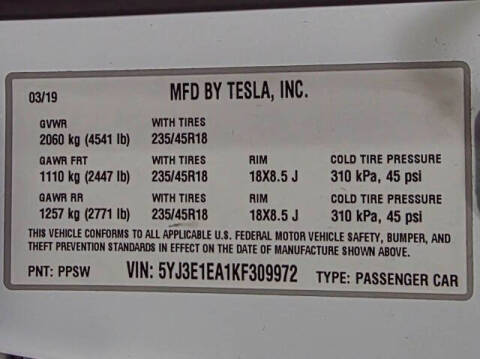 03/19 MFD BY TESLA, INC.
GVWR WITH TIRES
2060 kg (4541 lb) 235/45R18
GAWR FRT WITH TIRES RIM COLD TIRE PRESSURE
1110 kg (2447 lb) 235/45R18 18X8.5 J 310 kPa, 45 psi
GAWR RR WITH TIRES RIM COLD TIRE PRESSURE
1257 kg (2771 lb) 235/45R18 18X8.5 J 310 kPa, 45 psi
THIS VEHICLE CONFORMS TO ALL APPLICABLE U.S. FEDERAL MOTOR VEHICLE SAFETY, BUMPER, AND
THEFT PREVENTION STANDARDS IN EFFECT ON THE DATE OF MANUFACTURE SHOWN ABOVE.
PNT: PPSW VIN: 5YJ3E1EA1KF309972 TYPE: PASSENGER CAR